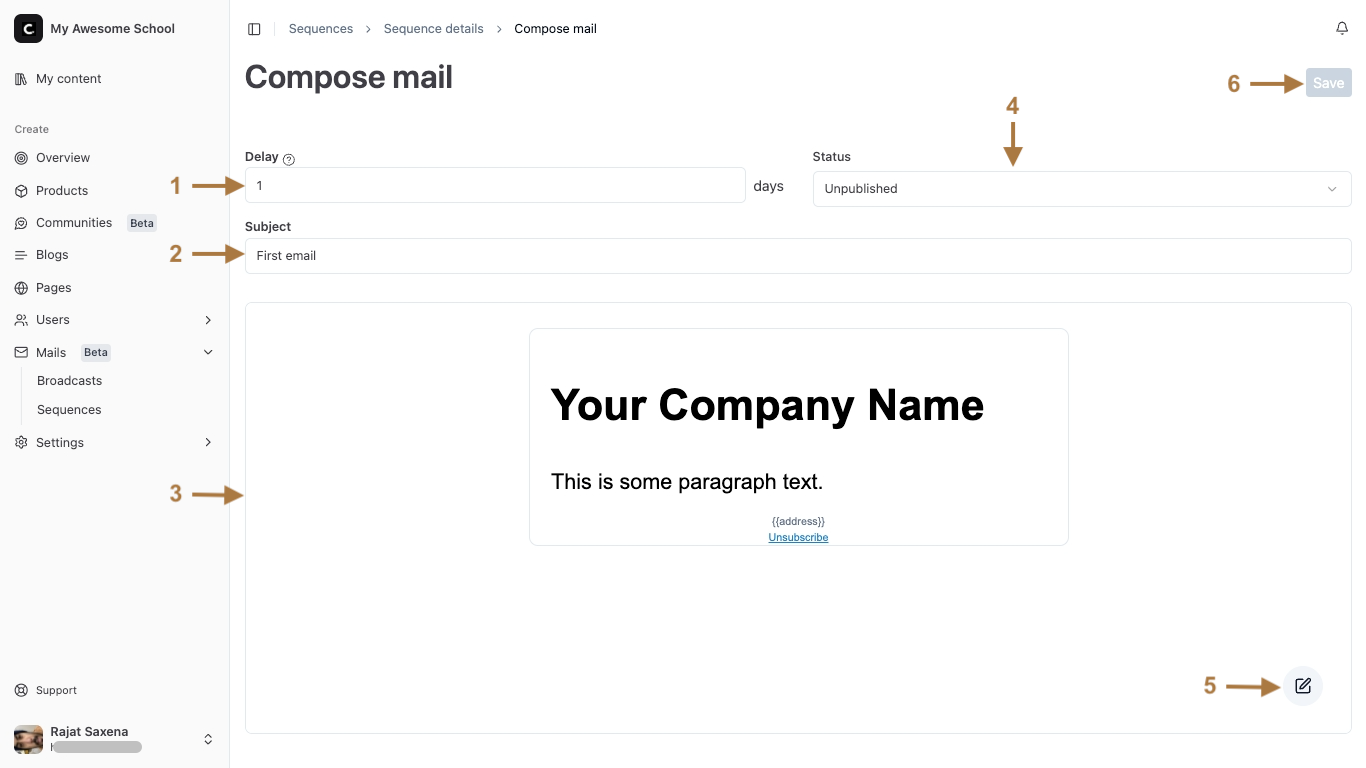 My Awesome School
Sequences > Sequence details > Compose mail
My content
Compose mail
6
Save
4
Create
Overview
Delay ?
Status
1
1
days
Unpublished
Products
Communities Beta
Subject
2
First email
Blogs
Pages
Users
Mails Beta
Broadcasts
Sequences
Settings
3
Your Company Name
This is some paragraph text.
{{address}}
Unsubscribe
5
Support
Rajat Saxena